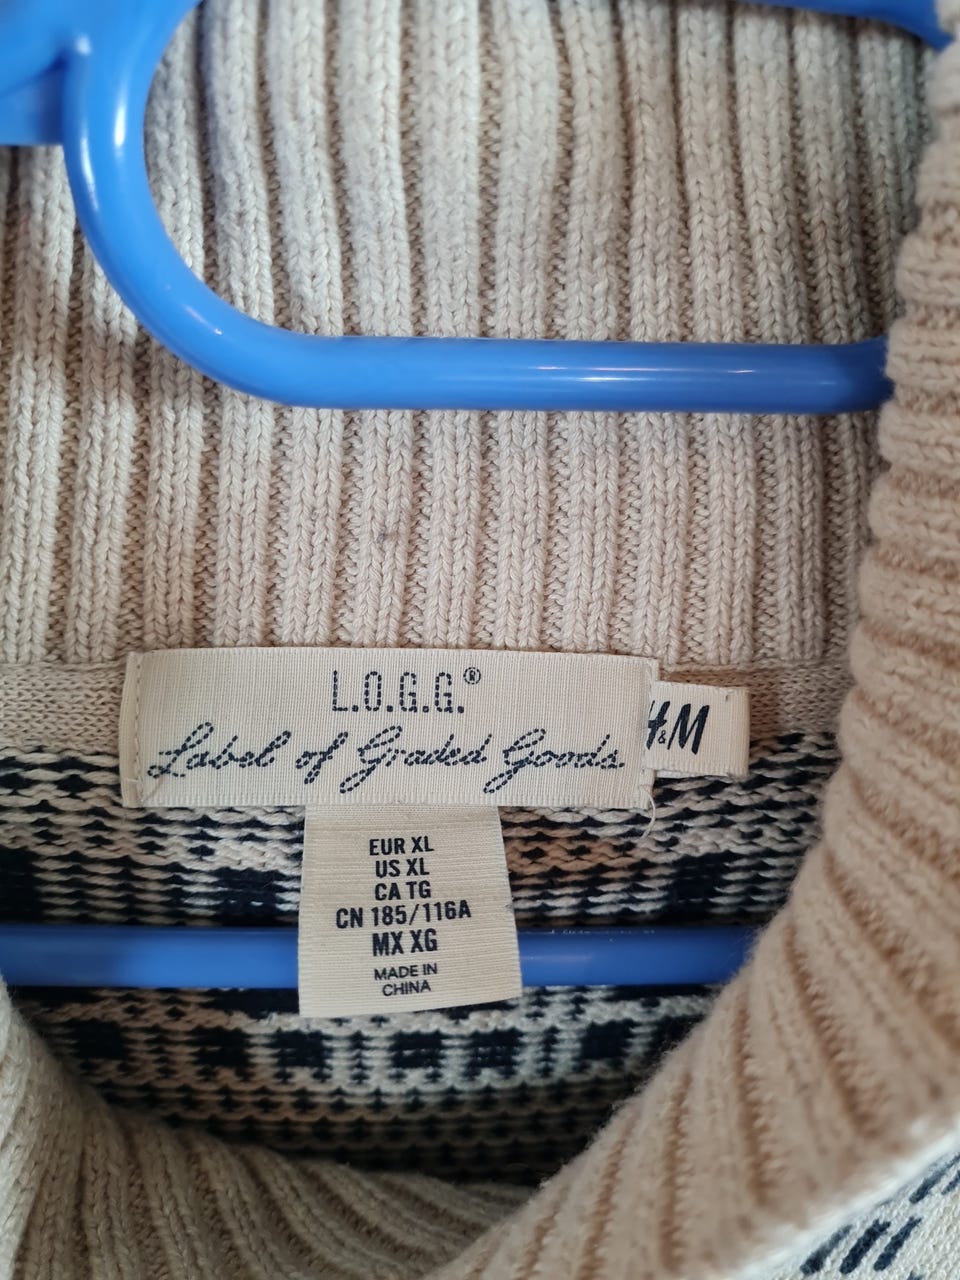 L.O.G.G.®
Label of Graded Goods.
H&M
EUR XL
US XL
CA TG
CN 185/116A
MX XG
MADE IN
CHINA